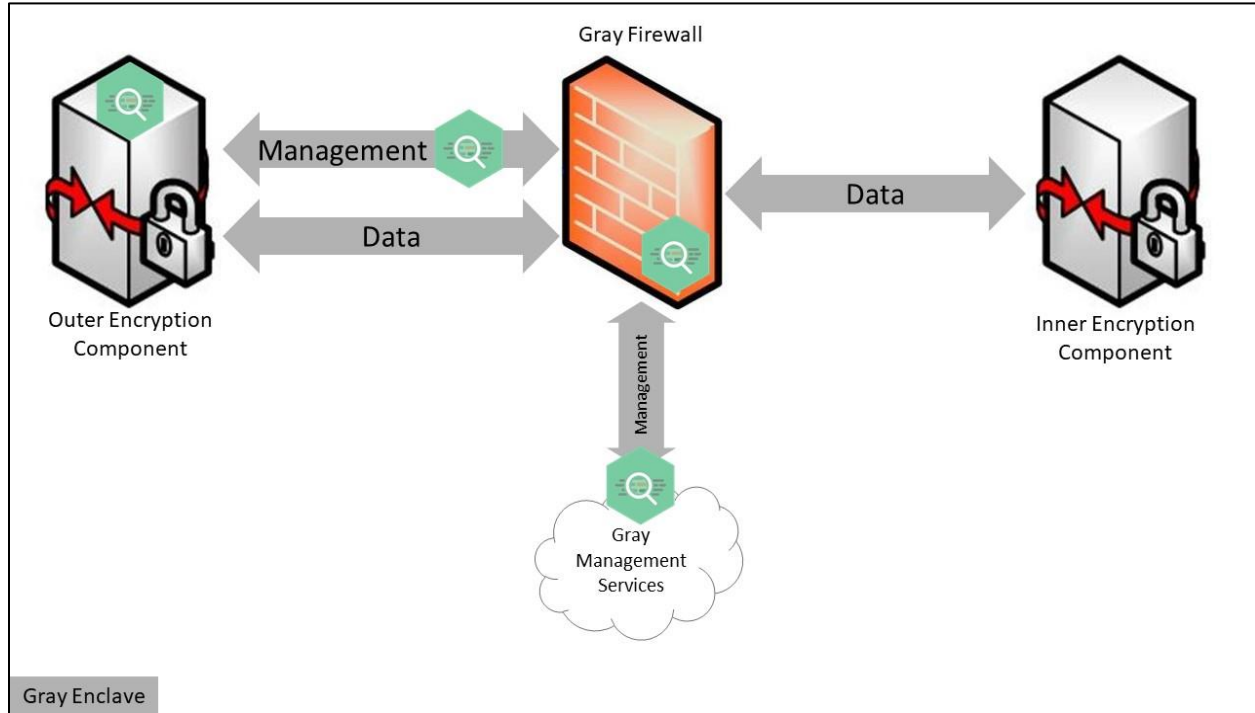 Gray Firewall
Management
Data
Data
Outer Encryption
Component
Inner Encryption
Component
Management
Gray
Management
Services
Gray Enclave